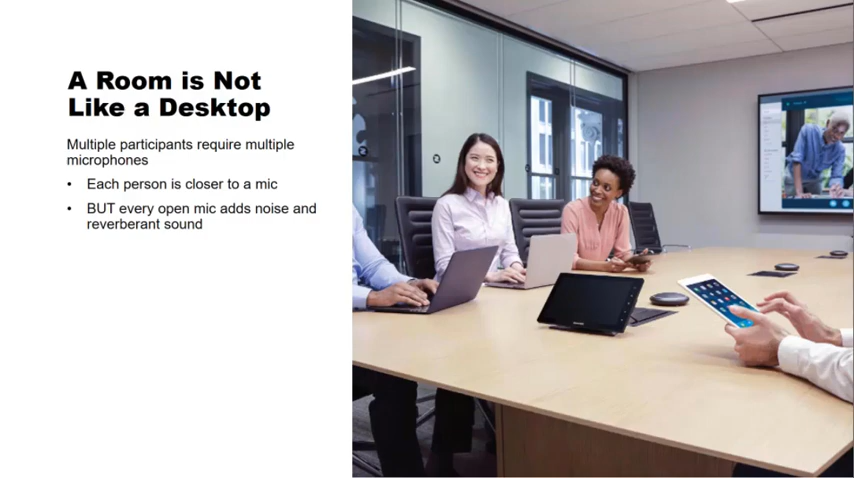 A Room is Not
Like a Desktop
Multiple participants require multiple
microphones
• Each person is closer to a mic
• BUT every open mic adds noise and
reverberant sound